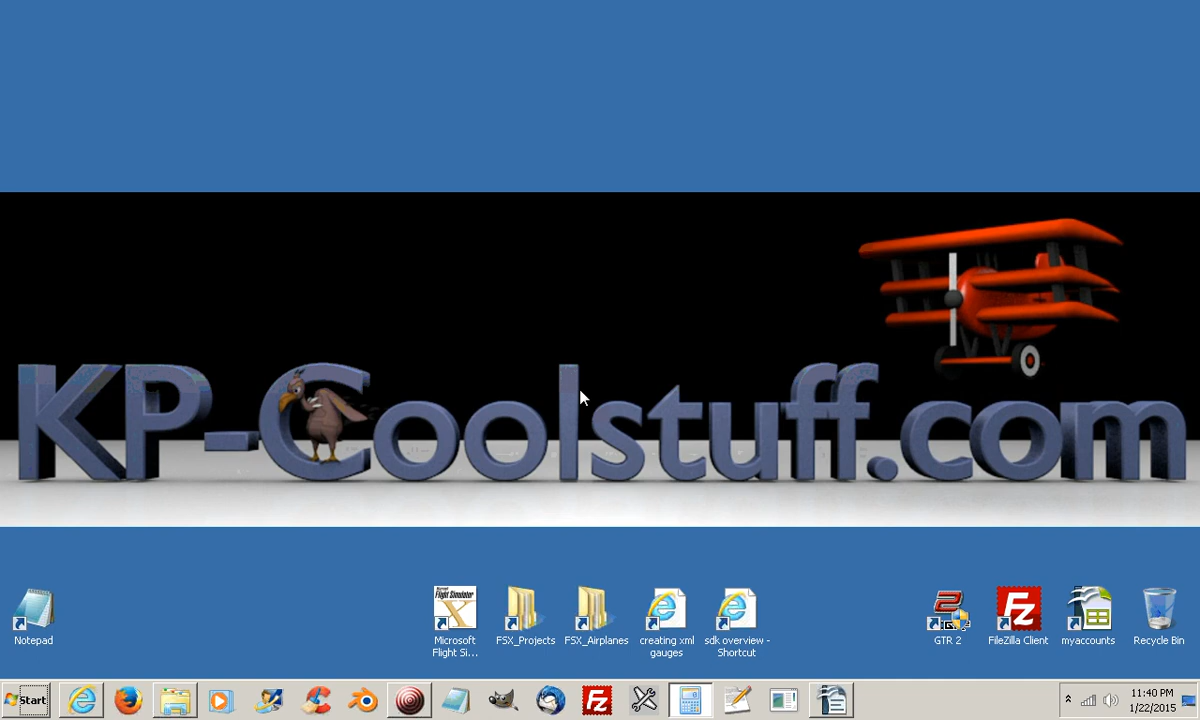 KP-Coolstuff.com
Notepad
Microsoft
Flight Si...
FSX_Projects
FSX_Airplanes
creating xml
gauges
sdk overview -
Shortcut
GTR 2
FileZilla Client
myaccounts
Recycle Bin
Start
11:40 PM
1/22/2015